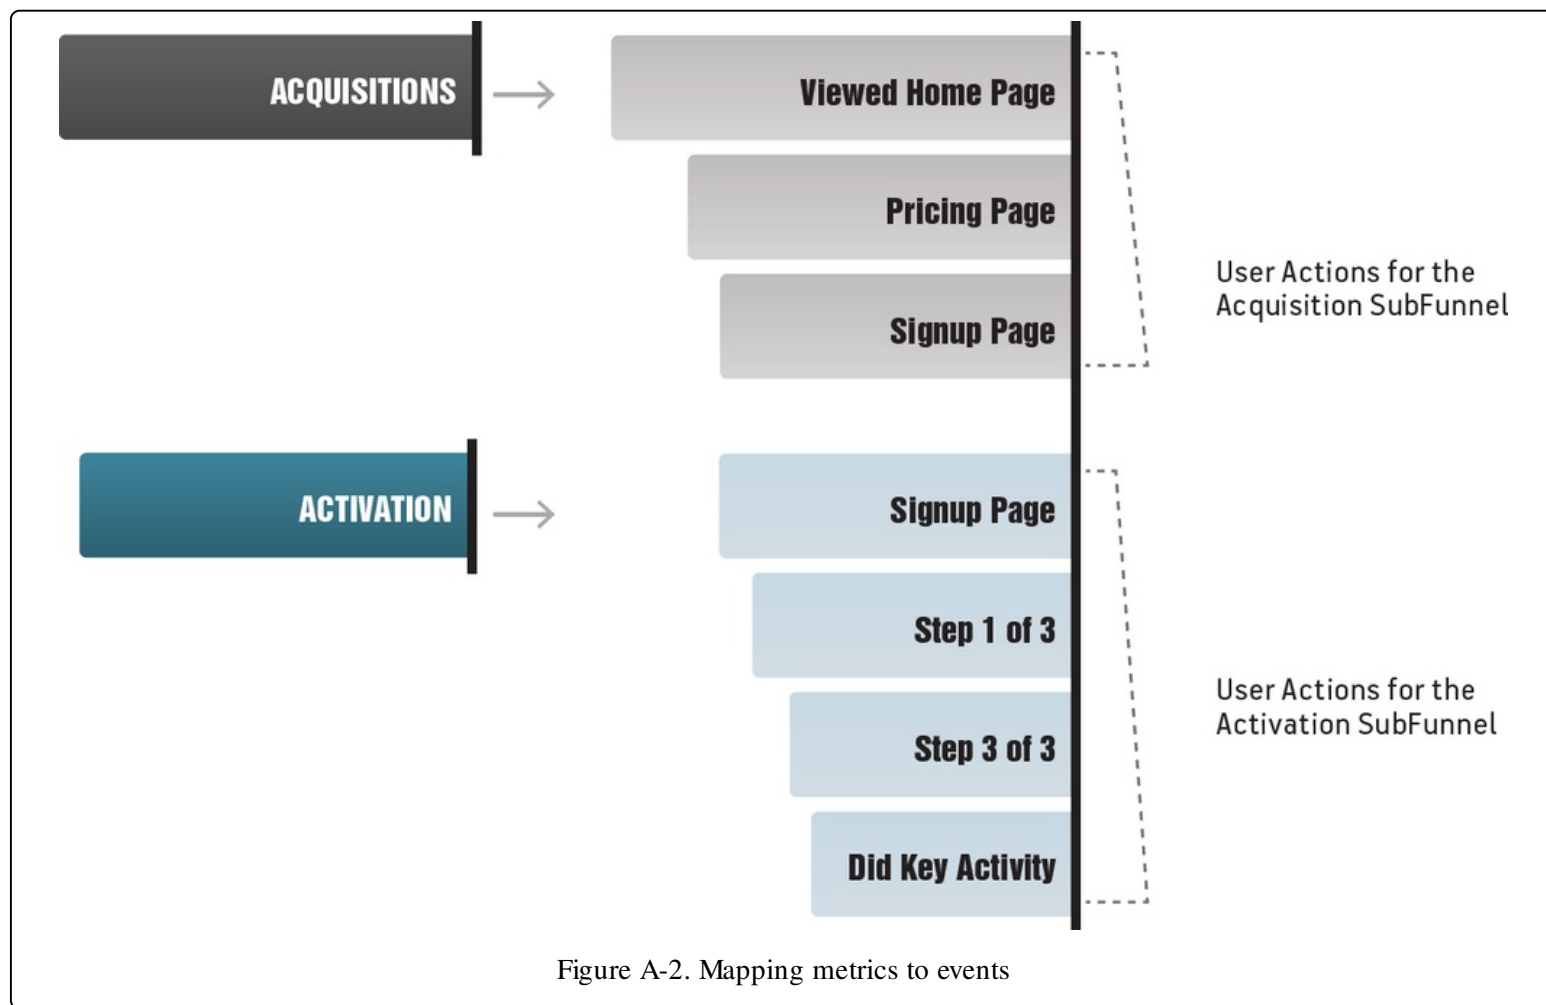 ACQUISITIONS
Viewed Home Page
Pricing Page
Signup Page
User Actions for the
Acquisition SubFunnel
ACTIVATION
Signup Page
Step 1 of 3
Step 3 of 3
Did Key Activity
User Actions for the
Activation SubFunnel
Figure A-2. Mapping metrics to events